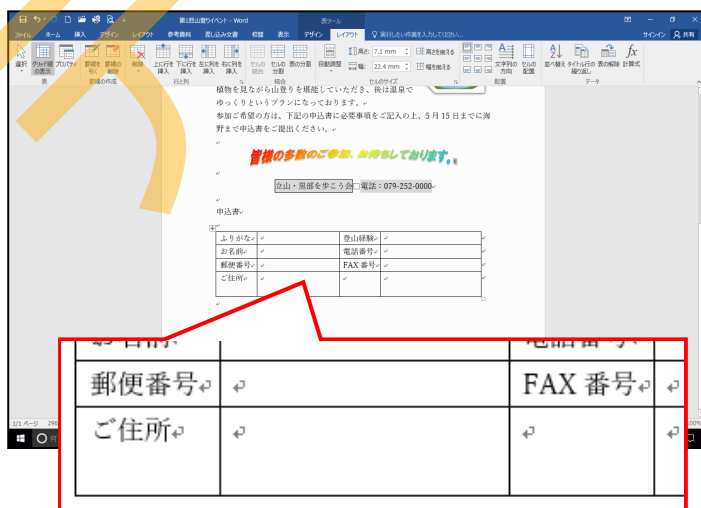 第1回山登りイベント - Word
表ツール
ファイル ホーム 挿入 デザイン レイアウト 参考資料 差し込み文書 校閲 表示 デザイン レイアウト 実行したい作業を入力してください... サインイン 共有
選択 グリッド線の表示 プロパティ 罫線を引く 罫線の削除 削除 上に行を挿入 下に行を挿入 左に列を挿入 右に列を挿入 セルの結合 セルの分割 表の分割 自動調整 高さ: 7.1 mm 幅: 22.4 mm 高さを揃える 幅を揃える 文字列の方向 セルの配置 並べ替え タイトル行の繰り返し 表の解除 計算式
表 罫線の作成 行と列 結合 セルのサイズ 配置 データ
植物を見ながら山登りを堪能していただき、後は温泉で
ゆっくりというプランになっております。
参加ご希望の方は、下記の申込書に必要事項をご記入の上、5月15日までに海
野まで申込書をご提出ください。
皆様の多数のご参加、お待ちしております。
立山・黒部を歩こう会 電話：079-252-0000
申込書
ふりがな 登山経験
お名前 電話番号
郵便番号 FAX 番号
ご住所
郵便番号 FAX 番号
ご住所
1/1 ページ